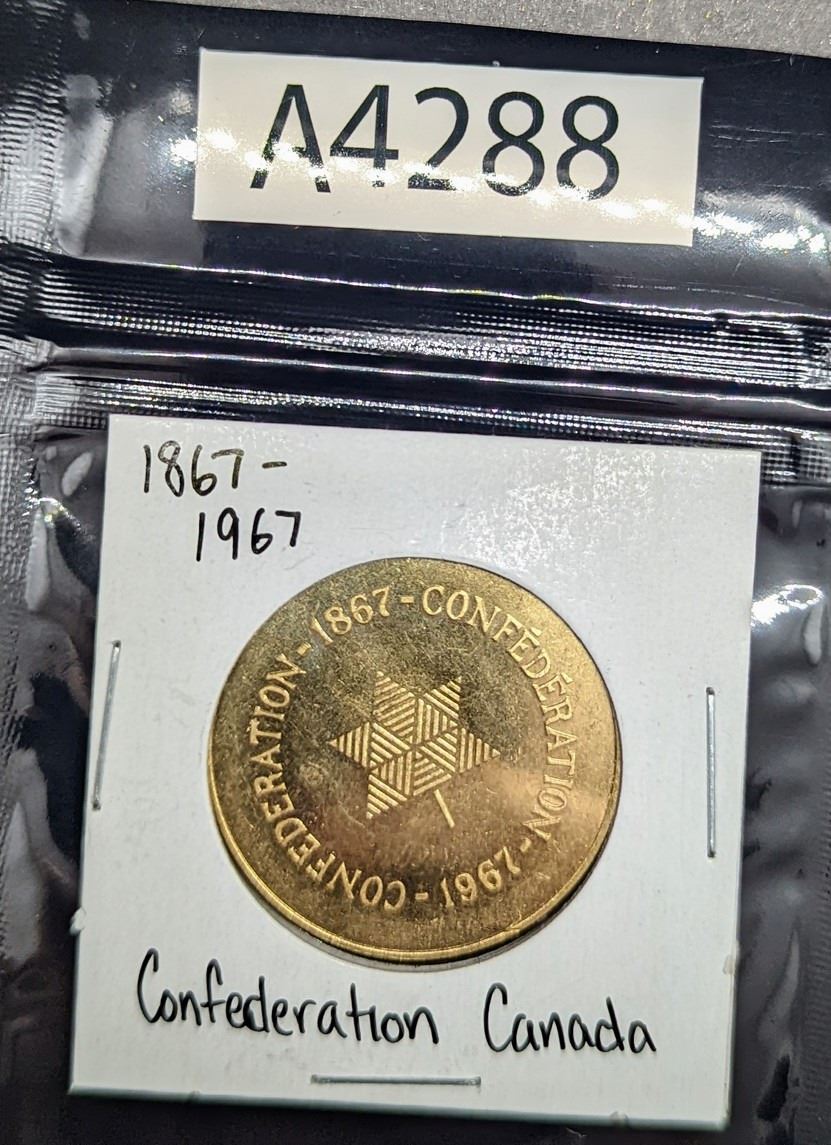 A4288
1867-
1967
CONFEDERATION - 1867 - CONFÉDÉRATION - 1967 -
Confederation Canada